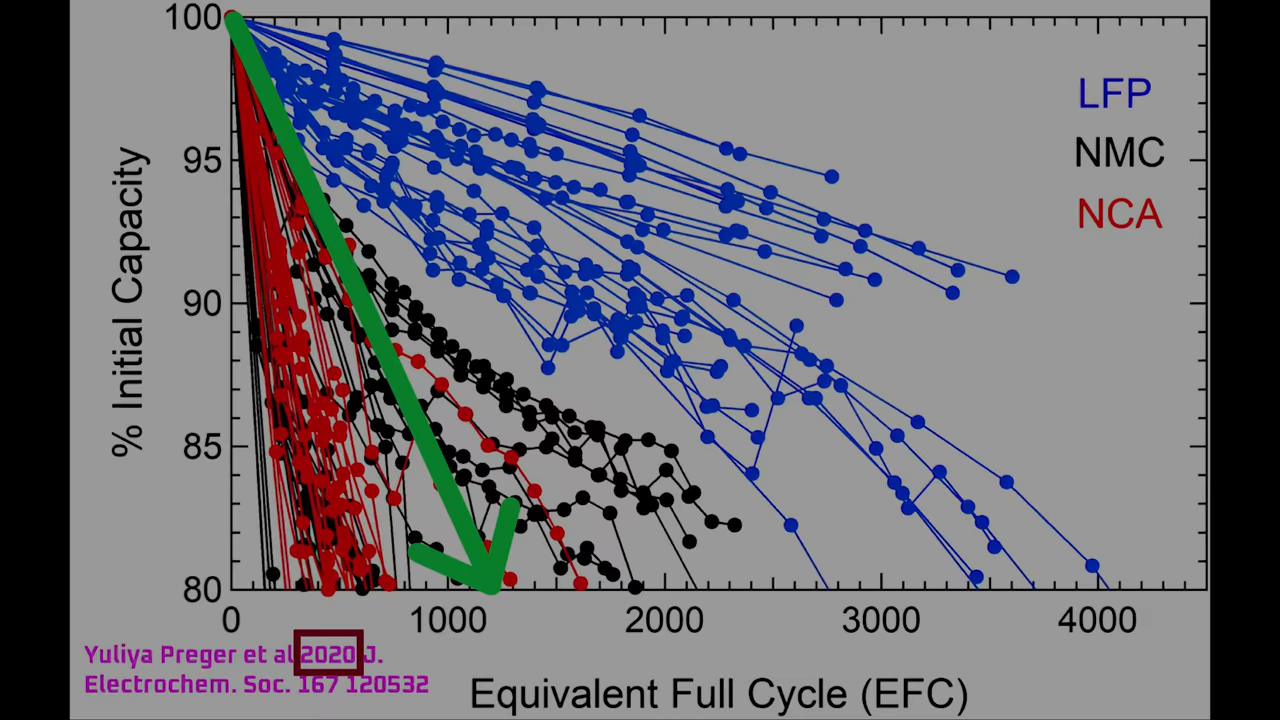 100
95
90
85
80
% Initial Capacity
LFP
NMC
NCA
0 1000 2000 3000 4000
Equivalent Full Cycle (EFC)
Yuliya Preger et al 2020 J.
Electrochem. Soc. 167 120532